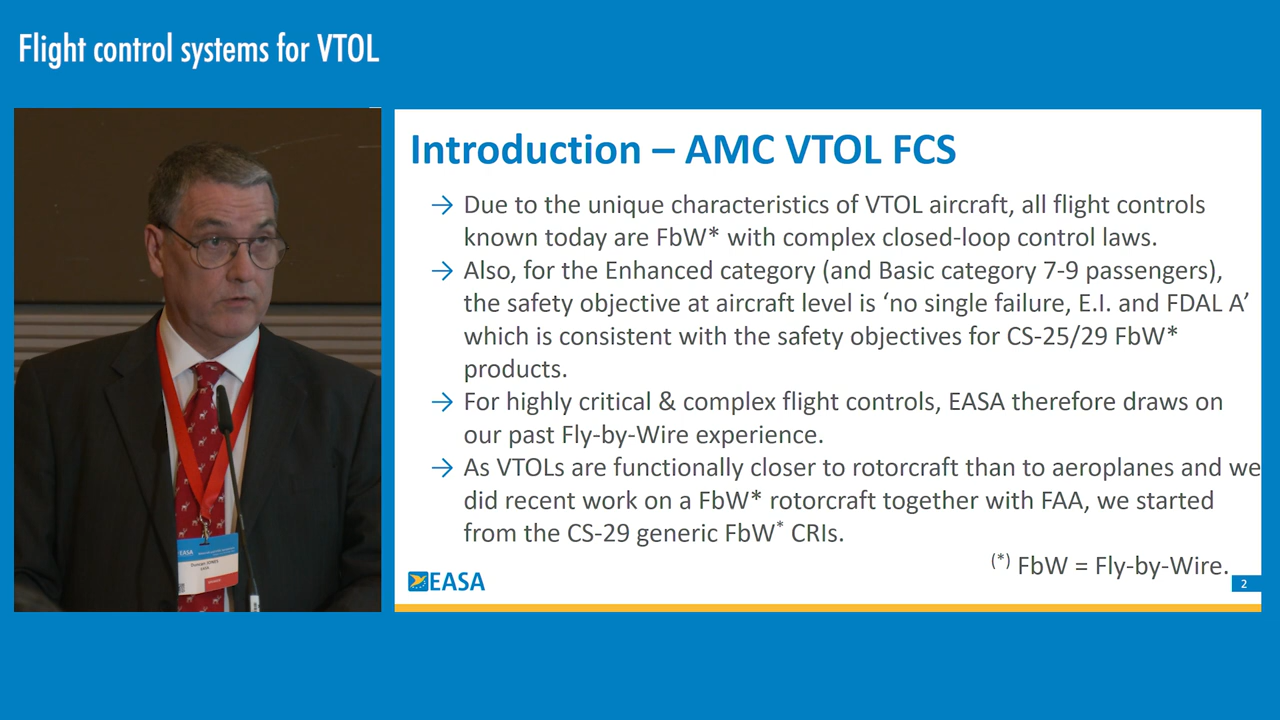 Flight control systems for VTOL
Introduction – AMC VTOL FCS
→ Due to the unique characteristics of VTOL aircraft, all flight controls
known today are FbW* with complex closed-loop control laws.
→ Also, for the Enhanced category (and Basic category 7-9 passengers),
the safety objective at aircraft level is ‘no single failure, E.I. and FDAL A’
which is consistent with the safety objectives for CS-25/29 FbW*
products.
→ For highly critical & complex flight controls, EASA therefore draws on
our past Fly-by-Wire experience.
→ As VTOLs are functionally closer to rotorcraft than to aeroplanes and we
did recent work on a FbW* rotorcraft together with FAA, we started
from the CS-29 generic FbW* CRIs.
(*) FbW = Fly-by-Wire.
EASA
2
EASA